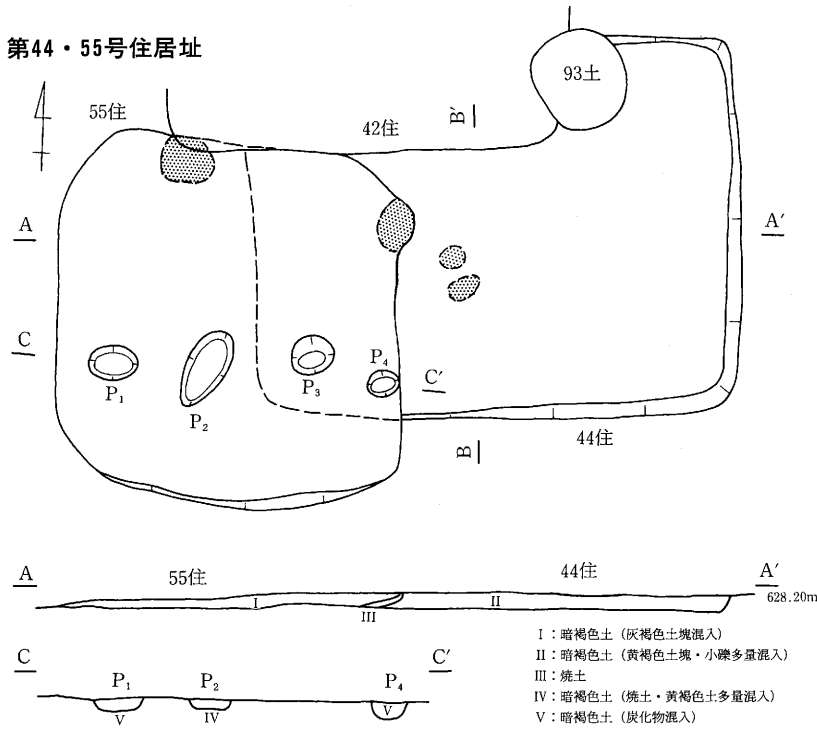 第44・55号住居址
93土
55住
42住
B′
A
A′
C
P₁
P₂
P₃
P₄
C′
B
44住
A
55住
44住
A′
628.20m
I
II
III
C
P₁
P₂
P₄
C′
V
IV
V
I：暗褐色土（灰褐色土塊混入）
II：暗褐色土（黄褐色土塊・小礫多量混入）
III：焼土
IV：暗褐色土（焼土・黄褐色土多量混入）
V：暗褐色土（炭化物混入）